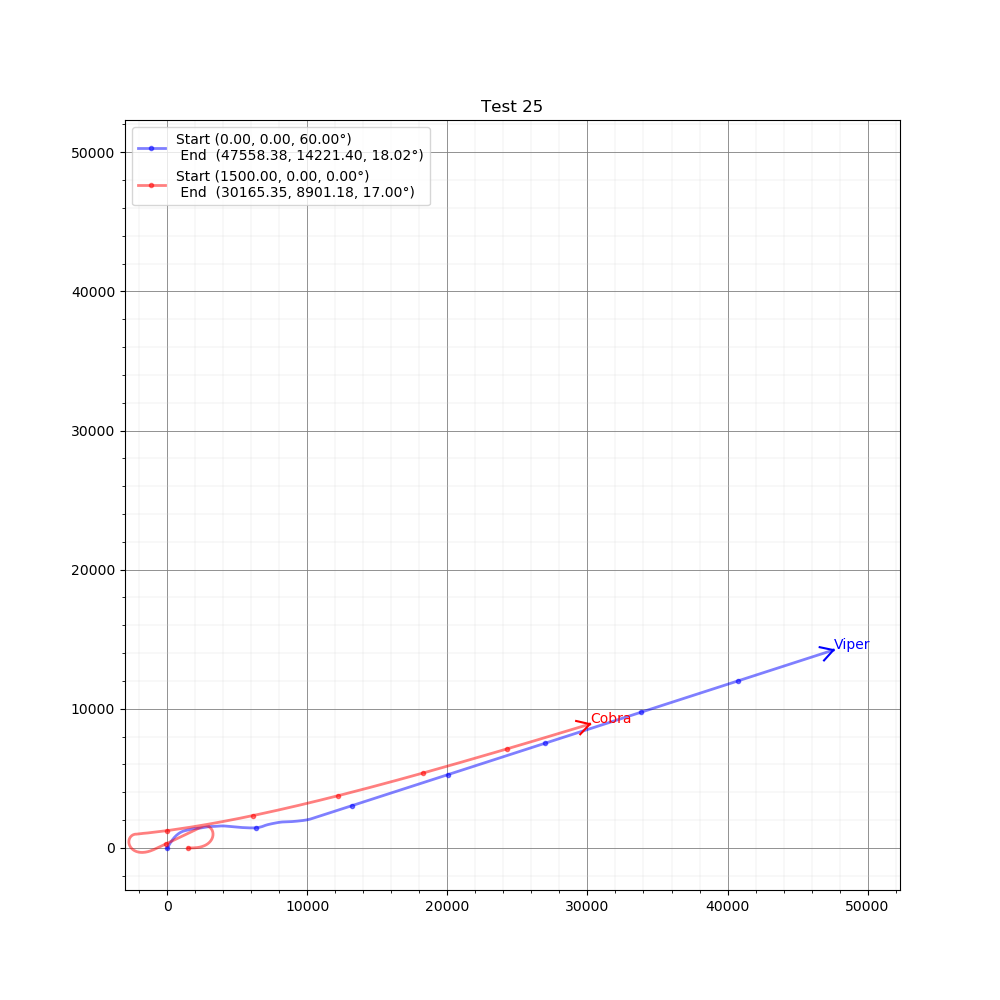 Test 25
Start (0.00, 0.00, 60.00°)
End (47558.38, 14221.40, 18.02°)
Start (1500.00, 0.00, 0.00°)
End (30165.35, 8901.18, 17.00°)
50000
40000
30000
20000
10000
0
Viper
Cobra
0
10000
20000
30000
40000
50000